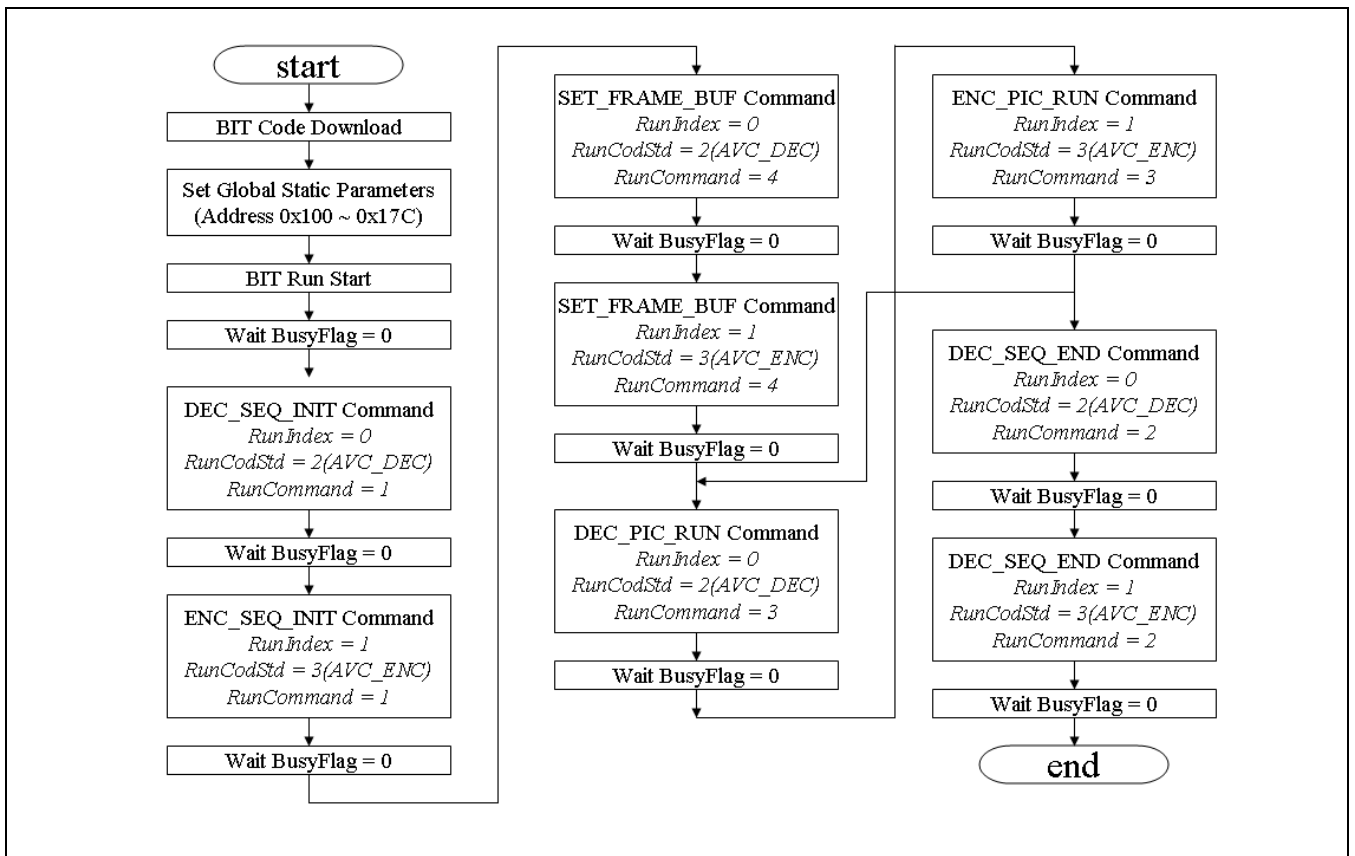 start
BIT Code Download
Set Global Static Parameters
(Address 0x100 ~ 0x17C)
BIT Run Start
Wait BusyFlag = 0
DEC_SEQ_INIT Command
RunIndex = 0
RunCodStd = 2(AVC_DEC)
RunCommand = 1
Wait BusyFlag = 0
ENC_SEQ_INIT Command
RunIndex = 1
RunCodStd = 3(AVC_ENC)
RunCommand = 1
Wait BusyFlag = 0
SET_FRAME_BUF Command
RunIndex = 0
RunCodStd = 2(AVC_DEC)
RunCommand = 4
Wait BusyFlag = 0
SET_FRAME_BUF Command
RunIndex = 1
RunCodStd = 3(AVC_ENC)
RunCommand = 4
Wait BusyFlag = 0
DEC_PIC_RUN Command
RunIndex = 0
RunCodStd = 2(AVC_DEC)
RunCommand = 3
Wait BusyFlag = 0
ENC_PIC_RUN Command
RunIndex = 1
RunCodStd = 3(AVC_ENC)
RunCommand = 3
Wait BusyFlag = 0
DEC_SEQ_END Command
RunIndex = 0
RunCodStd = 2(AVC_DEC)
RunCommand = 2
Wait BusyFlag = 0
DEC_SEQ_END Command
RunIndex = 1
RunCodStd = 3(AVC_ENC)
RunCommand = 2
Wait BusyFlag = 0
end